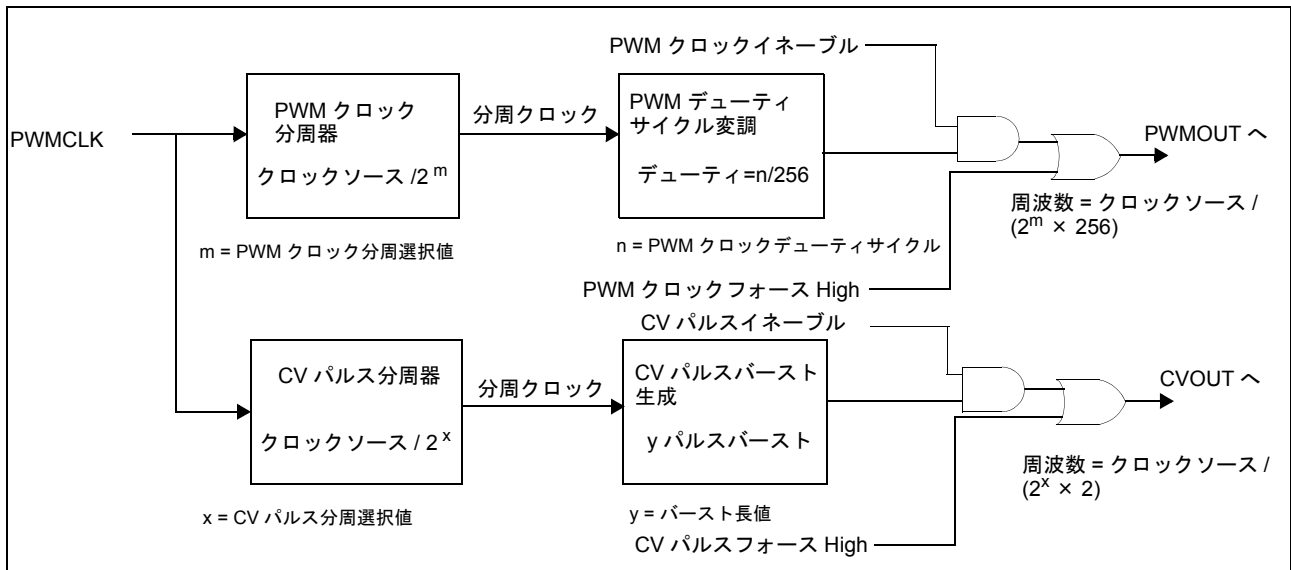 PWM クロックイネーブル
PWMCLK
PWM クロック
分周器
クロックソース /2^m
分周クロック
PWM デューティ
サイクル変調
デューティ=n/256
PWMOUT へ
周波数 = クロックソース /
(2^m × 256)
m = PWM クロック分周選択値
n = PWM クロックデューティサイクル
PWM クロックフォース High
CV パルスイネーブル
CV パルス分周器
クロックソース / 2^x
分周クロック
CV パルスバースト
生成
y パルスバースト
CVOUT へ
周波数 = クロックソース /
(2^x × 2)
x = CV パルス分周選択値
y = バースト長値
CV パルスフォース High